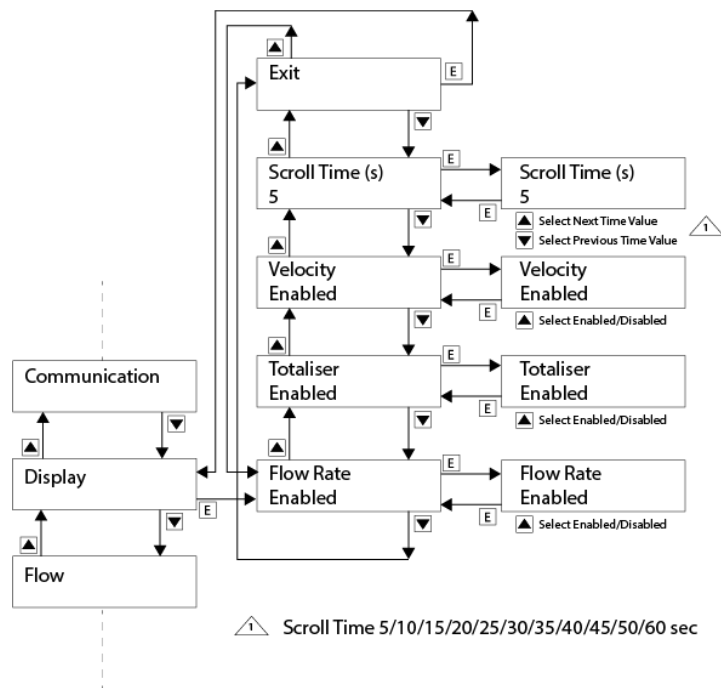 Exit
E
Scroll Time (s)
5
E
E
Scroll Time (s)
5
Select Next Time Value
Select Previous Time Value
1
Velocity
Enabled
E
E
Velocity
Enabled
Select Enabled/Disabled
Totaliser
Enabled
E
E
Totaliser
Enabled
Select Enabled/Disabled
Communication
Display
E
Flow Rate
Enabled
E
E
Flow Rate
Enabled
Select Enabled/Disabled
Flow
1 Scroll Time 5/10/15/20/25/30/35/40/45/50/60 sec